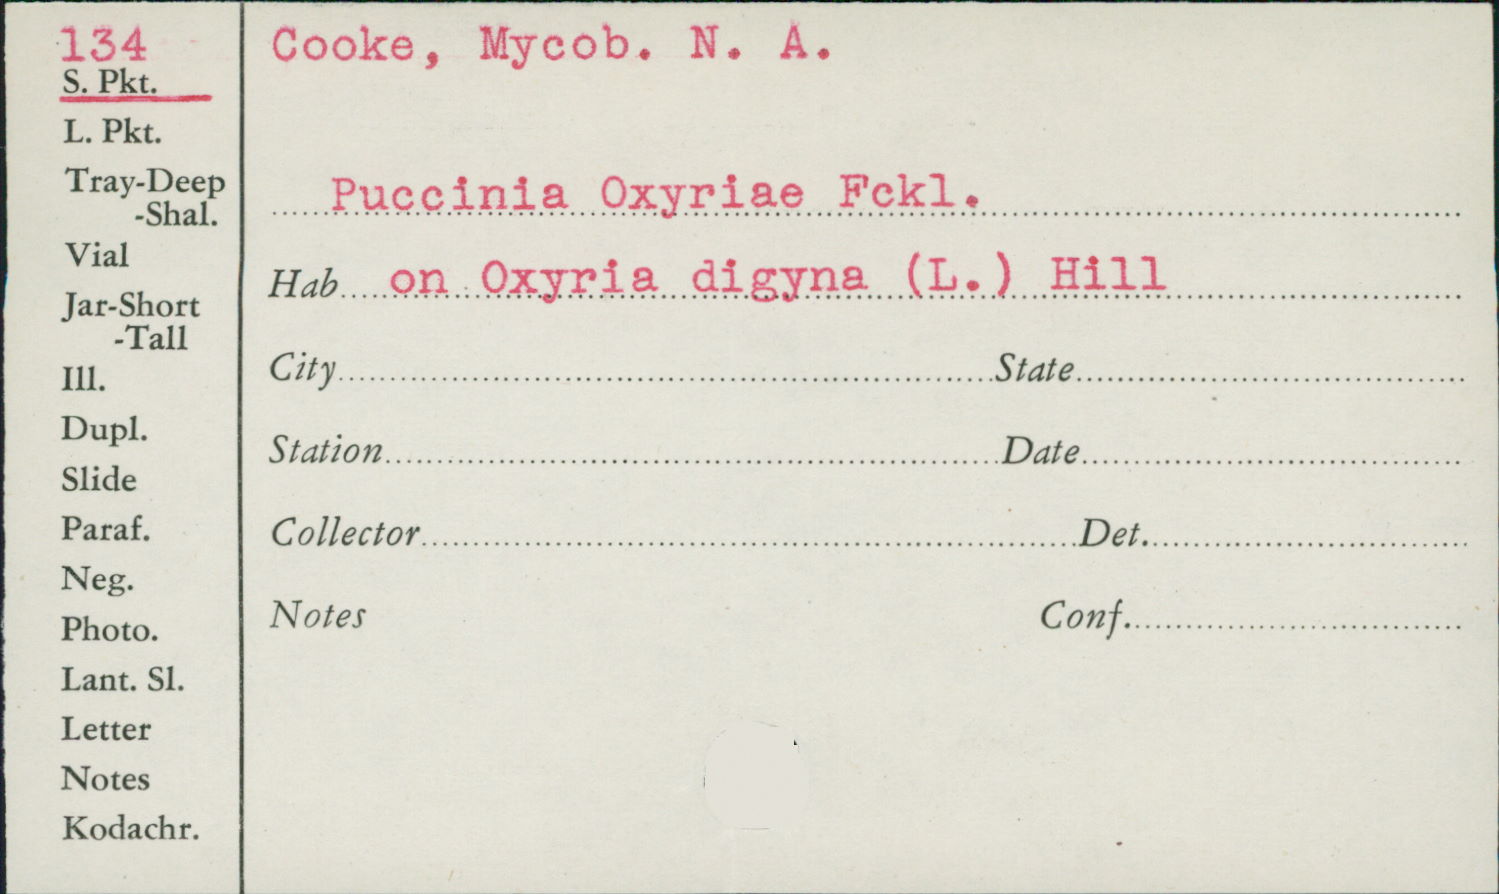 134
S. Pkt.
L. Pkt.
Tray-Deep
-Shal.
Vial
Jar-Short
-Tall
Ill.
Dupl.
Slide
Paraf.
Neg.
Photo.
Lant. Sl.
Letter
Notes
Kodachr.
Cooke, Mycob. N. A.
Puccinia Oxyriae Fckl.
Hab on Oxyria digyna (L.) Hill
City State
Station Date
Collector Det.
Notes Conf.